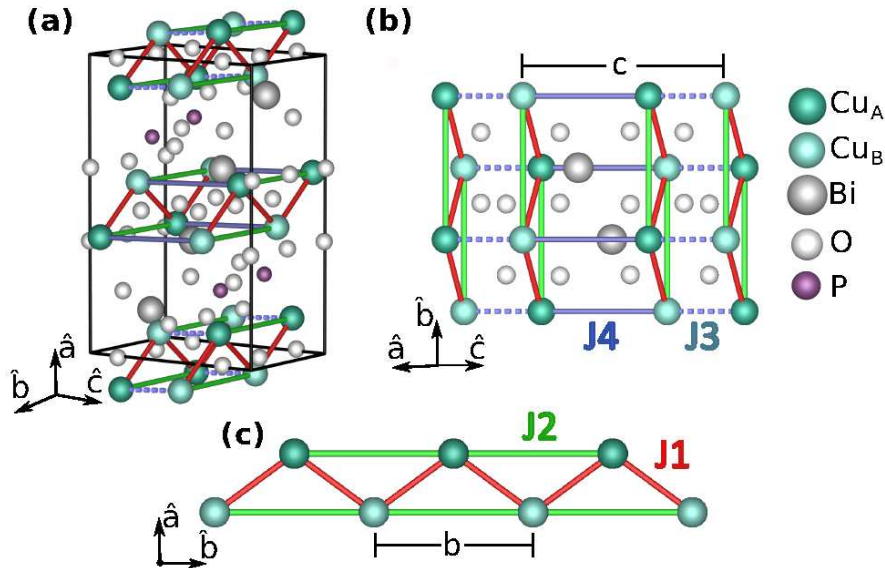 (a)
(b)
c
Cu_A
Cu_B
Bi
O
P
â
b̂
ĉ
b̂
â
ĉ
J4
J3
(c)
J2
J1
â
b̂
b